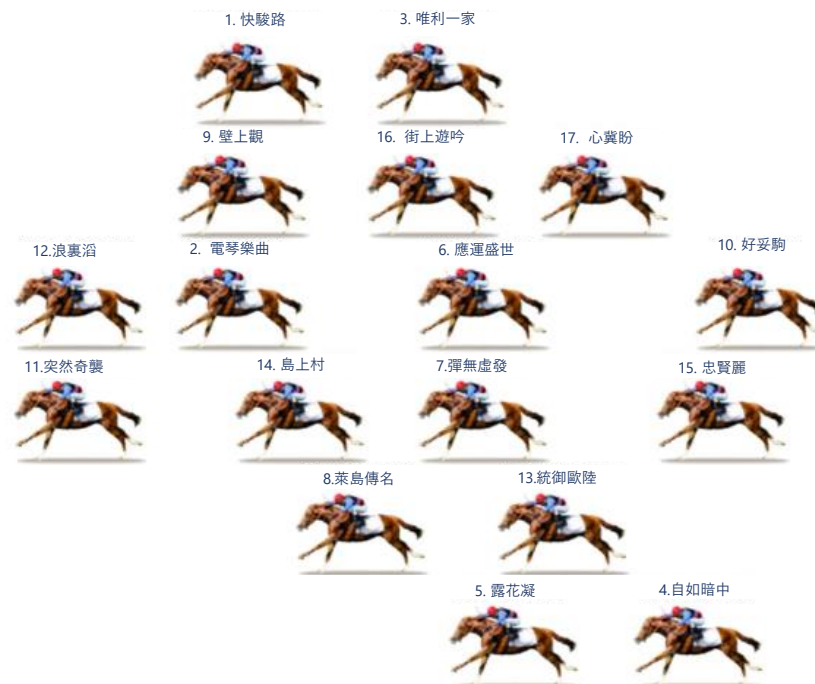 1. 快駿路
3. 唯利一家
9. 壁上觀
16. 街上遊吟
17. 心冀盼
12.浪裏滔
2. 電琴樂曲
6. 應運盛世
10. 好妥駒
11.突然奇襲
14. 島上村
7.彈無虛發
15. 忠賢麗
8.萊島傳名
13.統御歐陸
5. 露花凝
4.自如暗中